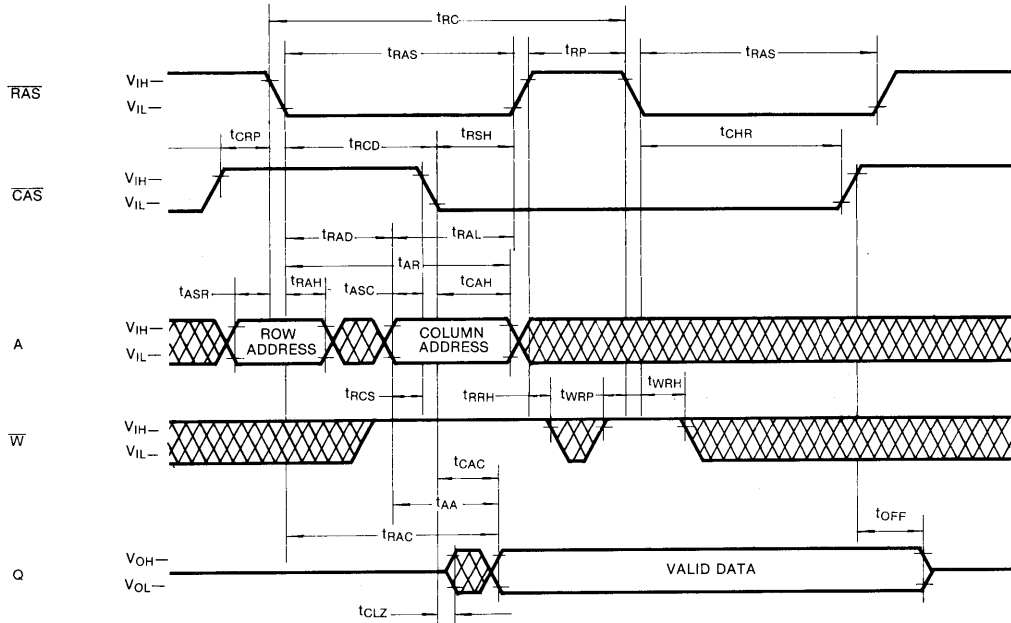 tRC
tRAS tRP tRAS
RAS VIH
VIL
tCRP tRCD tRSH tCHR
CAS VIH
VIL
tRAD tRAL
tAR
tASR tRAH tASC tCAH
A VIH
VIL
ROW ADDRESS
COLUMN ADDRESS
tRCS tRRH tWRP tWRH
W VIH
VIL
tCAC
tAA
tRAC tOFF
Q VOH
VOL
VALID DATA
tCLZ